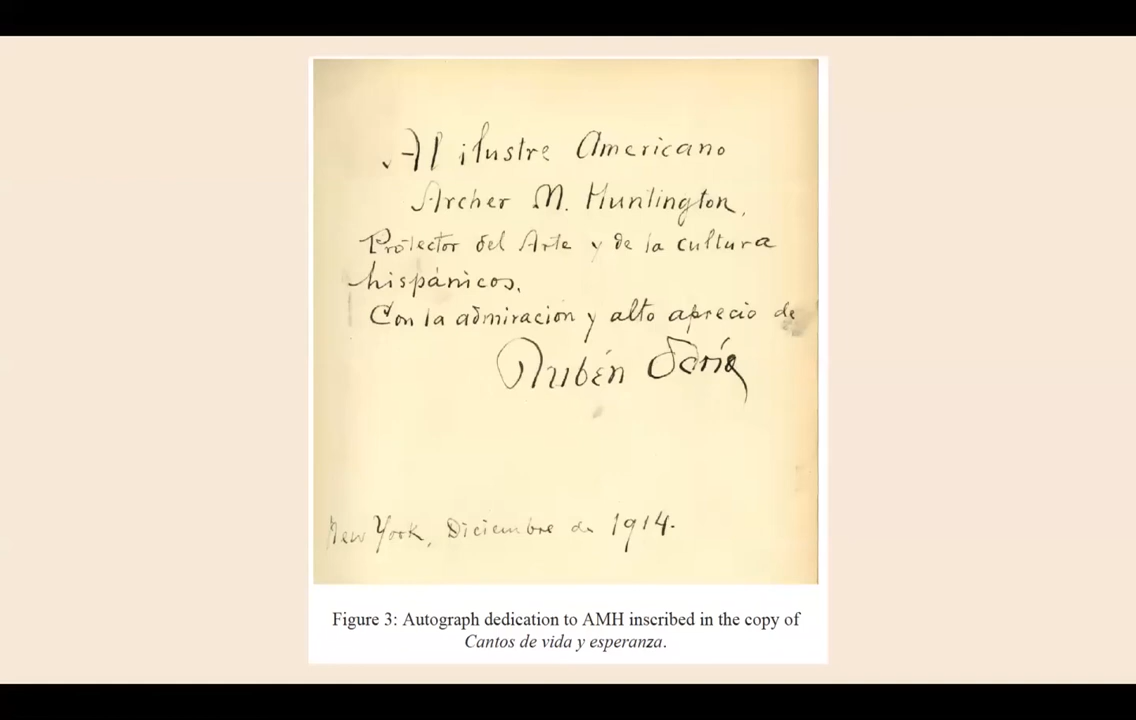 Al ilustre Americano
Archer M. Huntington,
Protector del Arte y de la cultura
hispánicos.
Con la admiración y alto aprecio de
Rubén Darío
New York, Diciembre de 1914.
Figure 3: Autograph dedication to AMH inscribed in the copy of
Cantos de vida y esperanza.